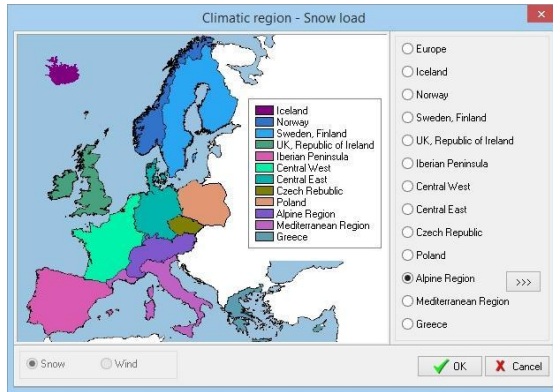 Climatic region - Snow load
Iceland
Norway
Sweden, Finland
UK, Republic of Ireland
Iberian Peninsula
Central West
Central East
Czech Rebublic
Poland
Alpine Region
Mediterranean Region
Greece
Europe
Iceland
Norway
Sweden, Finland
UK, Republic of Ireland
Iberian Peninsula
Central West
Central East
Czech Republic
Poland
Alpine Region
>>>
Mediterranean Region
Greece
Snow
Wind
OK
Cancel